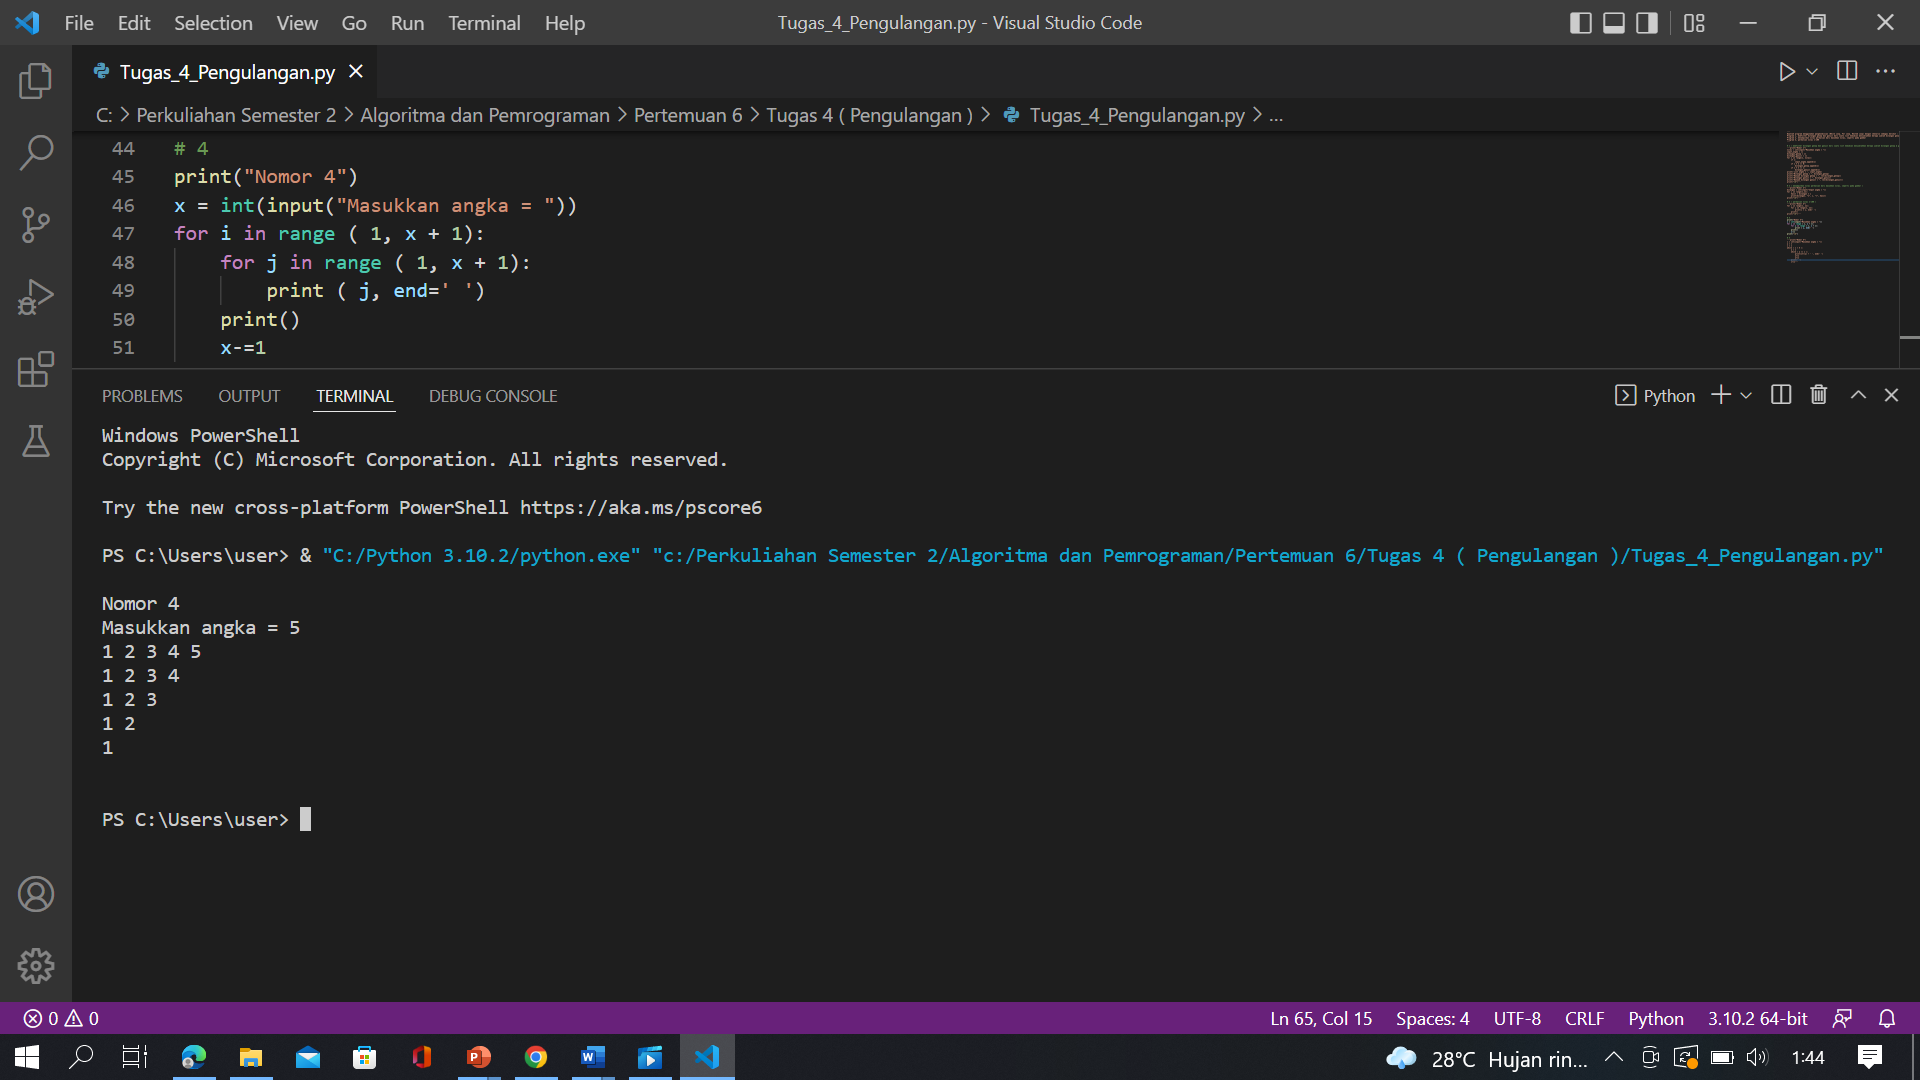 File Edit Selection View Go Run Terminal Help Tugas_4_Pengulangan.py - Visual Studio Code
Tugas_4_Pengulangan.py
C: > Perkuliahan Semester 2 > Algoritma dan Pemrograman > Pertemuan 6 > Tugas 4 ( Pengulangan ) > Tugas_4_Pengulangan.py > ...
44 # 4
45 print("Nomor 4")
46 x = int(input("Masukkan angka = "))
47 for i in range ( 1, x + 1):
48     for j in range ( 1, x + 1):
49         print ( j, end=' ')
50     print()
51     x-=1
PROBLEMS OUTPUT TERMINAL DEBUG CONSOLE Python
Windows PowerShell
Copyright (C) Microsoft Corporation. All rights reserved.
Try the new cross-platform PowerShell https://aka.ms/pscore6
PS C:\Users\user> & "C:/Python 3.10.2/python.exe" "c:/Perkuliahan Semester 2/Algoritma dan Pemrograman/Pertemuan 6/Tugas 4 ( Pengulangan )/Tugas_4_Pengulangan.py"
Nomor 4
Masukkan angka = 5
1 2 3 4 5
1 2 3 4
1 2 3
1 2
1
PS C:\Users\user>
0 0 Ln 65, Col 15 Spaces: 4 UTF-8 CRLF Python 3.10.2 64-bit
28°C Hujan rin... 1:44